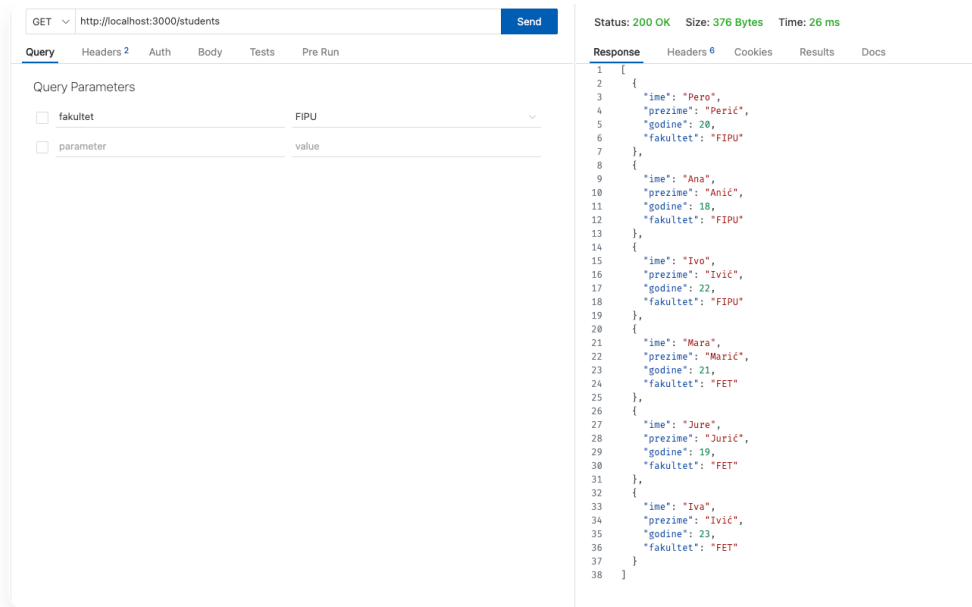 GET http://localhost:3000/students Send
Query Headers 2 Auth Body Tests Pre Run
Query Parameters
fakultet FIPU
parameter value
Status: 200 OK Size: 376 Bytes Time: 26 ms
Response Headers 6 Cookies Results Docs
1 [
2 {
3 "ime": "Pero",
4 "prezime": "Perić",
5 "godine": 20,
6 "fakultet": "FIPU"
7 },
8 {
9 "ime": "Ana",
10 "prezime": "Anić",
11 "godine": 18,
12 "fakultet": "FIPU"
13 },
14 {
15 "ime": "Ivo",
16 "prezime": "Ivić",
17 "godine": 22,
18 "fakultet": "FIPU"
19 },
20 {
21 "ime": "Mara",
22 "prezime": "Marić",
23 "godine": 21,
24 "fakultet": "FET"
25 },
26 {
27 "ime": "Jure",
28 "prezime": "Jurić",
29 "godine": 19,
30 "fakultet": "FET"
31 },
32 {
33 "ime": "Iva",
34 "prezime": "Ivić",
35 "godine": 23,
36 "fakultet": "FET"
37 }
38 ]